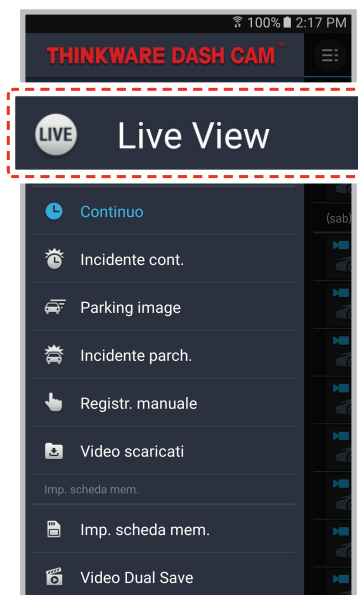 100% 2:17 PM
THINKWARE DASH CAM™
LIVE Live View
Continuo
(sab)
Incidente cont.
Parking image
Incidente parch.
Registr. manuale
Video scaricati
Imp. scheda mem.
Imp. scheda mem.
Video Dual Save